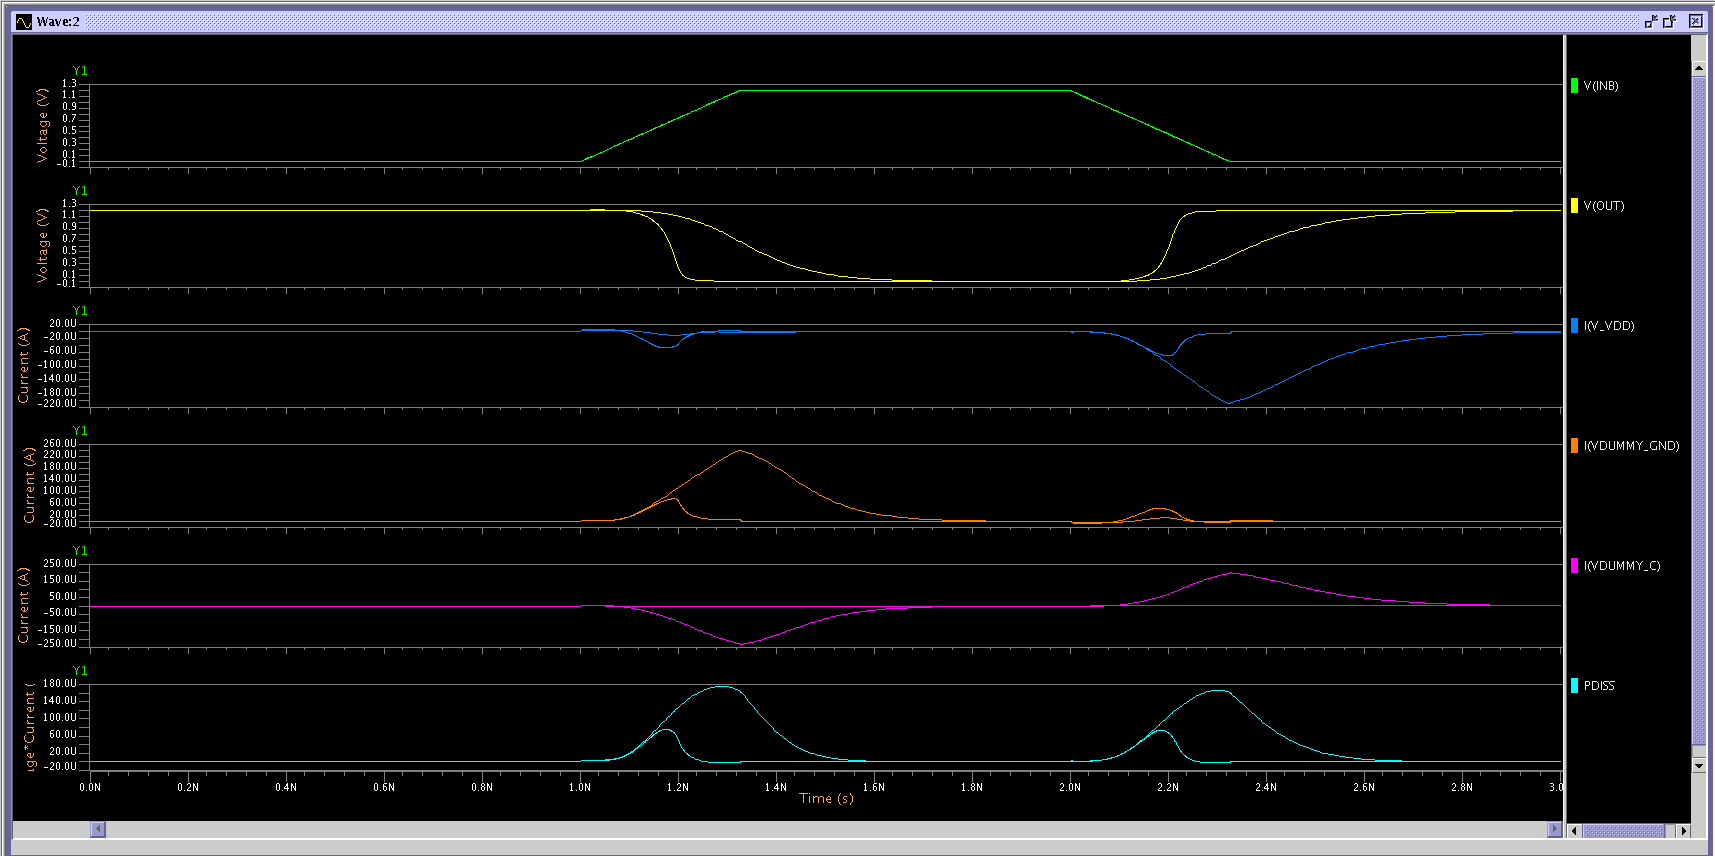 Wave:2
Y1
Voltage (V)
1.3
1.1
0.9
0.7
0.5
0.3
0.1
-0.1
V(INB)
Y1
Voltage (V)
1.3
1.1
0.9
0.7
0.5
0.3
0.1
-0.1
V(OUT)
Y1
Current (A)
20.0U
-20.0U
-60.0U
-100.0U
-140.0U
-180.0U
-220.0U
I(V_VDD)
Y1
Current (A)
260.0U
220.0U
180.0U
140.0U
100.0U
60.0U
20.0U
-20.0U
I(VDUMMY_GND)
Y1
Current (A)
250.0U
150.0U
50.0U
-50.0U
-150.0U
-250.0U
I(VDUMMY_C)
Y1
ige*Current (
180.0U
140.0U
100.0U
60.0U
20.0U
-20.0U
PDISS
0.0N 0.2N 0.4N 0.6N 0.8N 1.0N 1.2N 1.4N 1.6N 1.8N 2.0N 2.2N 2.4N 2.6N 2.8N 3.0
Time (s)